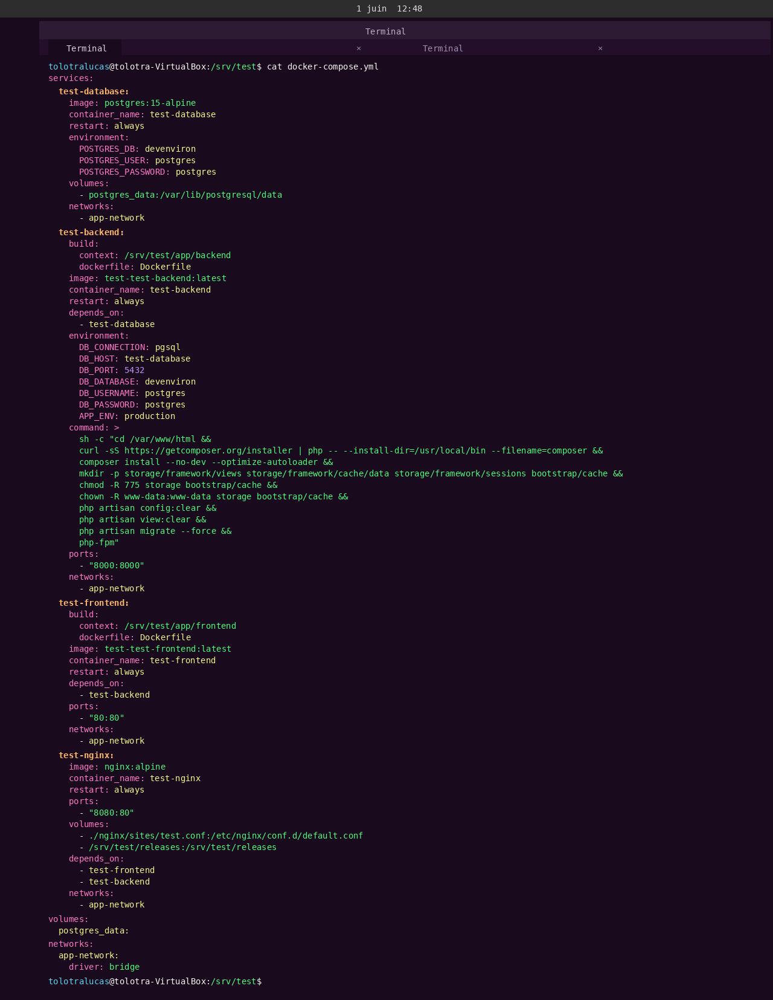 1 juin  12:48
Terminal
Terminal × Terminal ×
tolotralucas@tolotra-VirtualBox:/srv/test$ cat docker-compose.yml
services:
  test-database:
    image: postgres:15-alpine
    container_name: test-database
    restart: always
    environment:
      POSTGRES_DB: devenviron
      POSTGRES_USER: postgres
      POSTGRES_PASSWORD: postgres
    volumes:
      - postgres_data:/var/lib/postgresql/data
    networks:
      - app-network
  test-backend:
    build:
      context: /srv/test/app/backend
      dockerfile: Dockerfile
    image: test-test-backend:latest
    container_name: test-backend
    restart: always
    depends_on:
      - test-database
    environment:
      DB_CONNECTION: pgsql
      DB_HOST: test-database
      DB_PORT: 5432
      DB_DATABASE: devenviron
      DB_USERNAME: postgres
      DB_PASSWORD: postgres
      APP_ENV: production
    command: >
      sh -c "cd /var/www/html &&
      curl -sS https://getcomposer.org/installer | php -- --install-dir=/usr/local/bin --filename=composer &&
      composer install --no-dev --optimize-autoloader &&
      mkdir -p storage/framework/views storage/framework/cache/data storage/framework/sessions bootstrap/cache &&
      chmod -R 775 storage bootstrap/cache &&
      chown -R www-data:www-data storage bootstrap/cache &&
      php artisan config:clear &&
      php artisan view:clear &&
      php artisan migrate --force &&
      php-fpm"
    ports:
      - "8000:8000"
    networks:
      - app-network
  test-frontend:
    build:
      context: /srv/test/app/frontend
      dockerfile: Dockerfile
    image: test-test-frontend:latest
    container_name: test-frontend
    restart: always
    depends_on:
      - test-backend
    ports:
      - "80:80"
    networks:
      - app-network
  test-nginx:
    image: nginx:alpine
    container_name: test-nginx
    restart: always
    ports:
      - "8080:80"
    volumes:
      - ./nginx/sites/test.conf:/etc/nginx/conf.d/default.conf
      - /srv/test/releases:/srv/test/releases
    depends_on:
      - test-frontend
      - test-backend
    networks:
      - app-network
volumes:
  postgres_data:
networks:
  app-network:
    driver: bridge
tolotralucas@tolotra-VirtualBox:/srv/test$